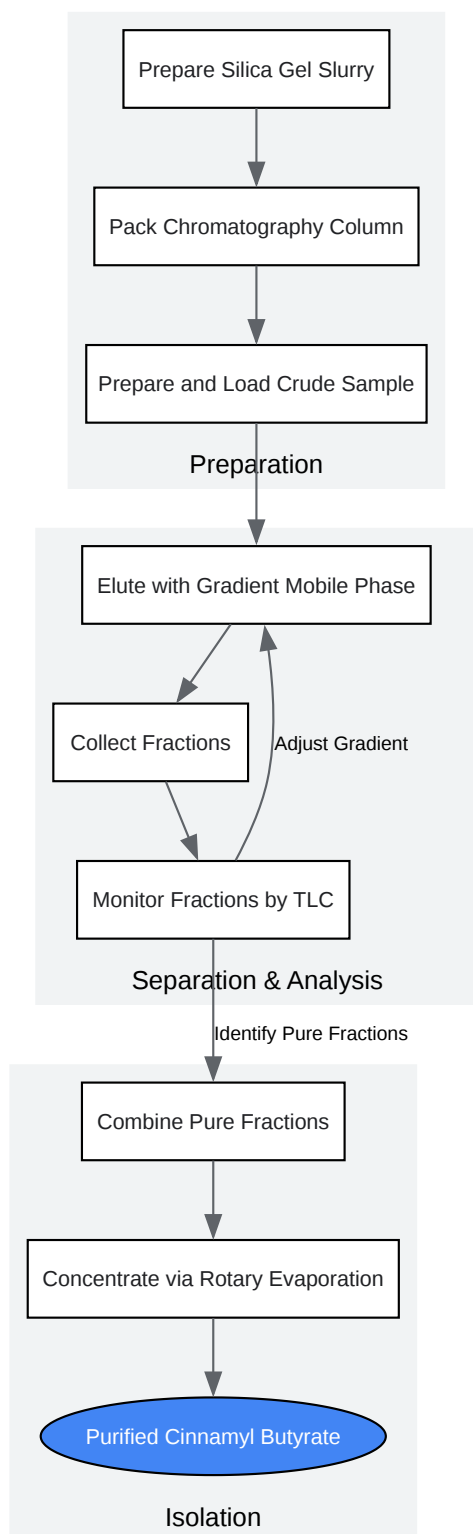 Prepare Silica Gel Slurry
Pack Chromatography Column
Prepare and Load Crude Sample
Preparation
Elute with Gradient Mobile Phase
Collect Fractions
Adjust Gradient
Monitor Fractions by TLC
Separation & Analysis
Identify Pure Fractions
Combine Pure Fractions
Concentrate via Rotary Evaporation
Purified Cinnamyl Butyrate
Isolation